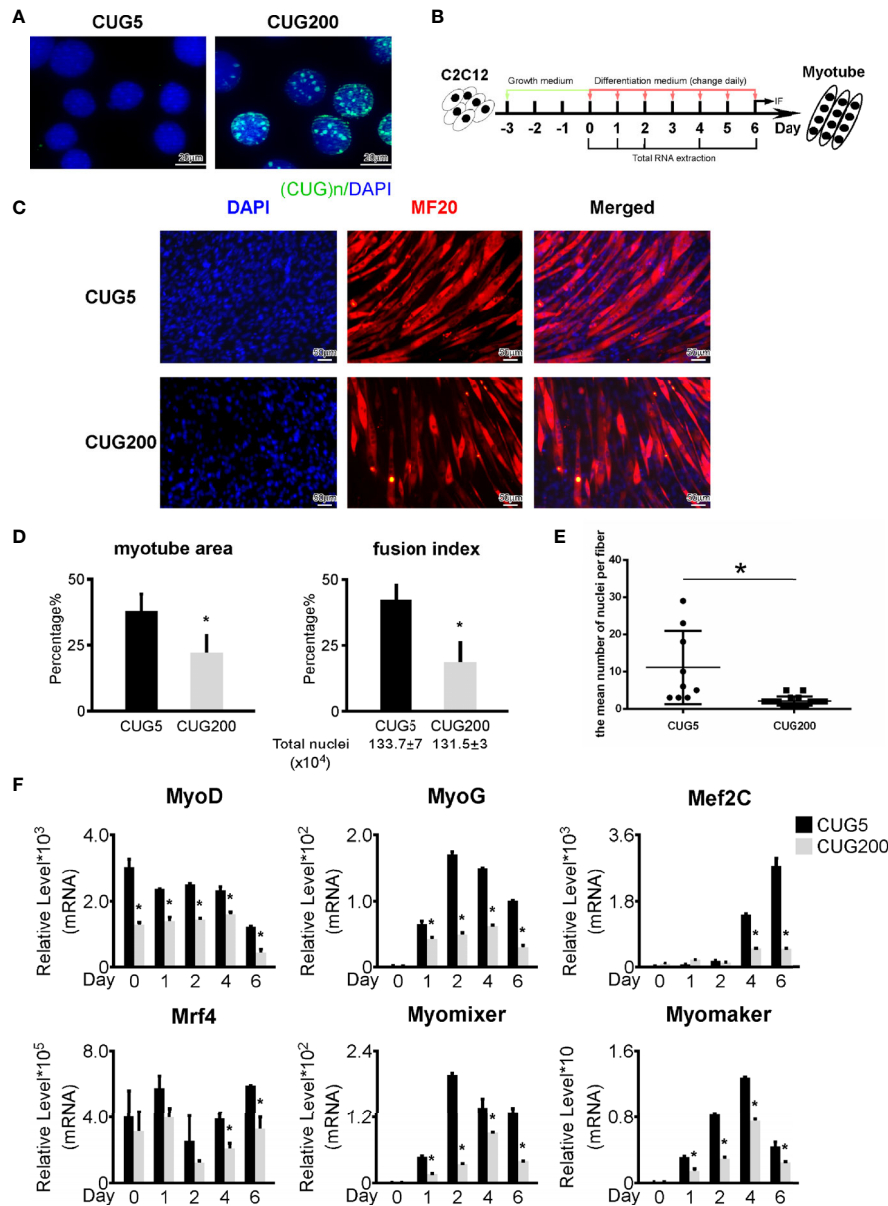 A
CUG5
CUG200
20μm
20μm
(CUG)n/DAPI
B
C2C12
Growth medium
Differentiation medium (change daily)
Myotube
IF
-3 -2 -1 0 1 2 3 4 5 6 Day
Total RNA extraction
C
DAPI
MF20
Merged
CUG5
50μm
50μm
50μm
CUG200
50μm
50μm
50μm
D
myotube area
Percentage%
50
25
0
*
CUG5 CUG200
fusion index
Percentage%
50
25
0
*
CUG5 CUG200
Total nuclei 133.7±7 131.5±3
(x10⁴)
E
the mean number of nuclei per fiber
40
30
20
10
0
*
CUG5
CUG200
F
MyoD
Relative Level*10³
(mRNA)
4.0
2.0
0
* * * * *
Day 0 1 2 4 6
MyoG
Relative Level*10²
(mRNA)
2.0
1.0
0
* * * *
0 1 2 4 6
Mef2C
Relative Level*10³
(mRNA)
3.6
1.8
0
* *
0 1 2 4 6
CUG5
CUG200
Mrf4
Relative Level*10⁵
(mRNA)
8.0
4.0
0
* *
Day 0 1 2 4 6
Myomixer
Relative Level*10²
(mRNA)
2.4
1.2
0
* * * *
0 1 2 4 6
Myomaker
Relative Level*10
(mRNA)
1.6
0.8
0
* * * *
0 1 2 4 6